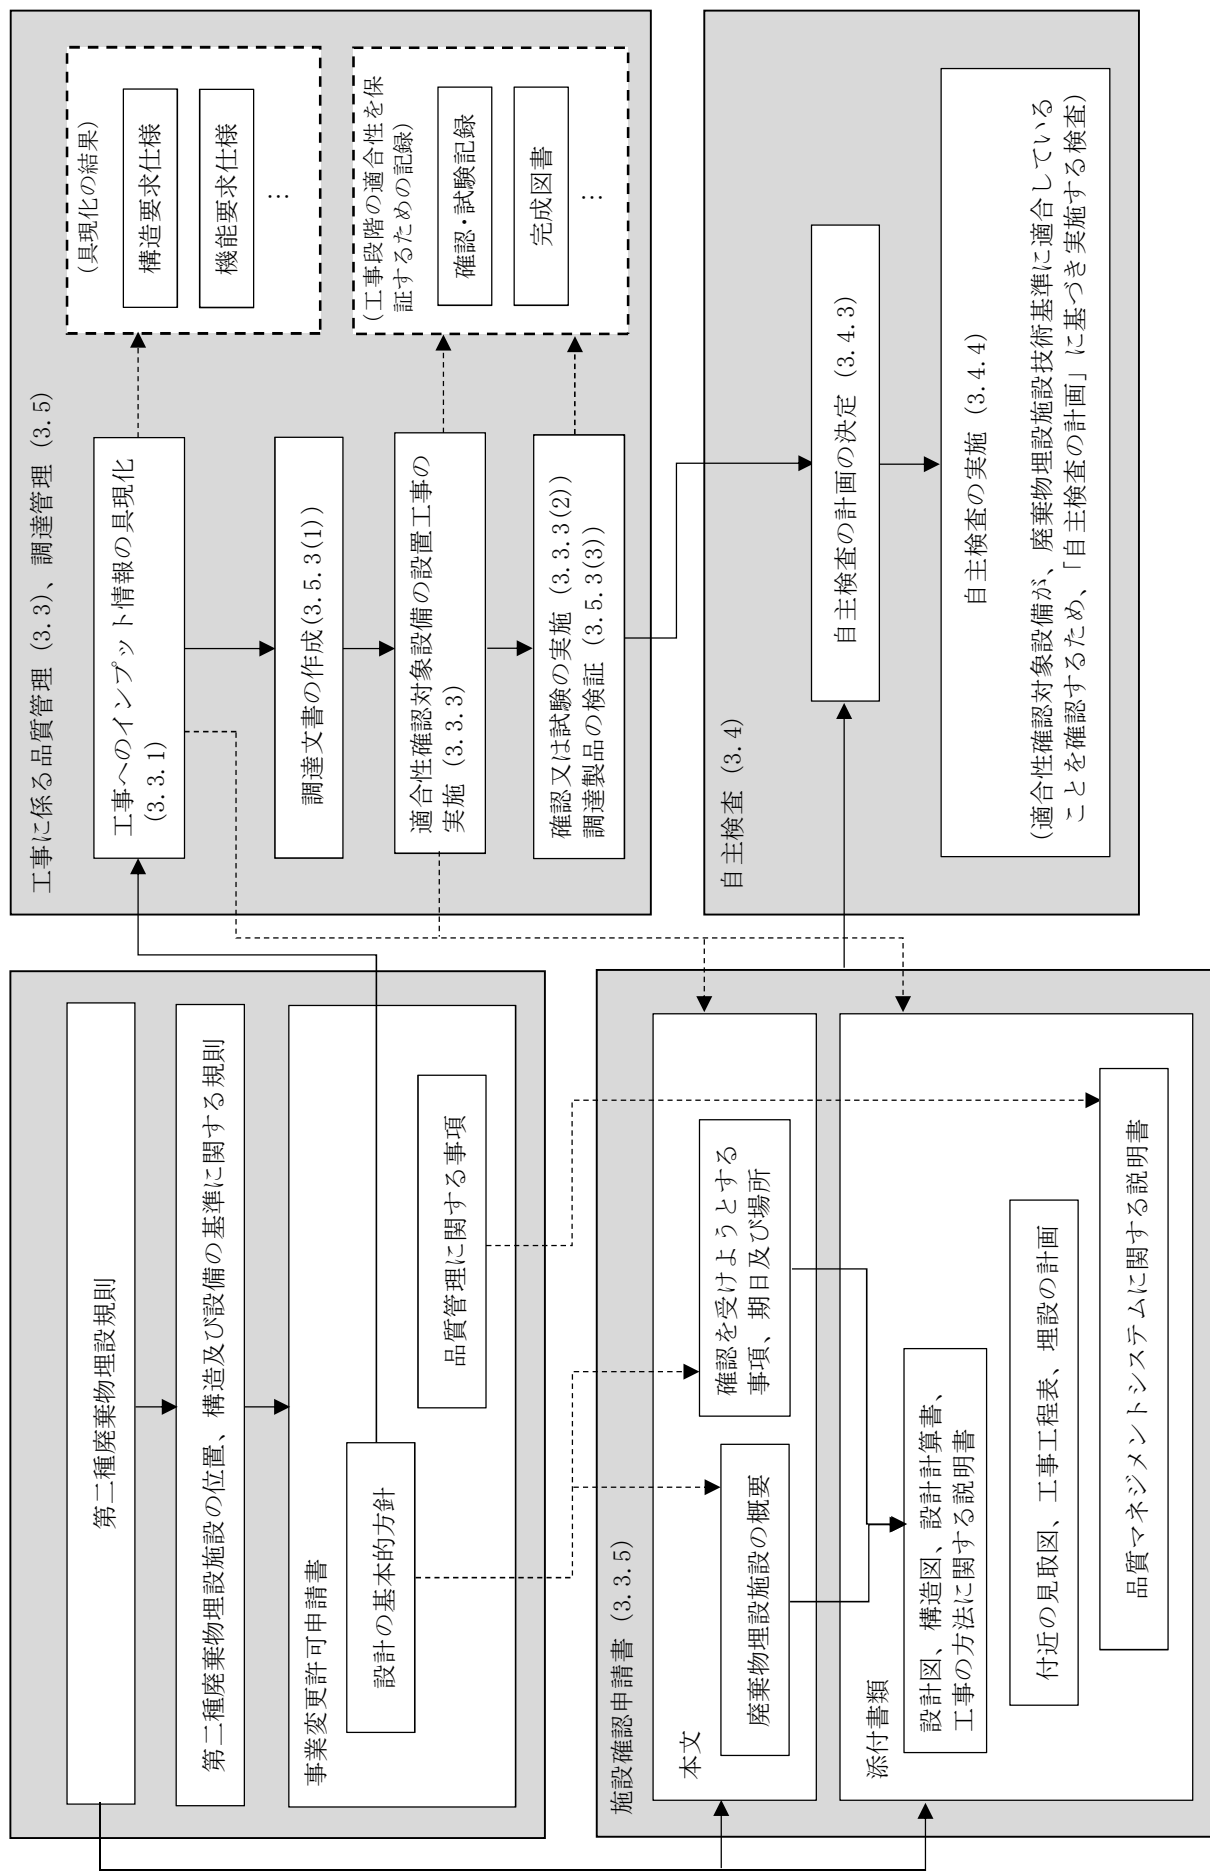 第二種廃棄物埋設規則
第二種廃棄物埋設施設の位置、構造及び設備の基準に関する規則
事業変更許可申請書
設計の基本的方針
品質管理に関する事項
施設確認申請書 (3.3.5)
本文
廃棄物埋設施設の概要
確認を受けようとする
事項、期日及び場所
添付書類
設計図、構造図、設計計算書、
工事の方法に関する説明書
付近の見取図、工事工程表、埋設の計画
品質マネジメントシステムに関する説明書
工事に係る品質管理 (3.3)、調達管理 (3.5)
工事へのインプット情報の具現化
(3.3.1)
調達文書の作成(3.5.3(1))
適合性確認対象設備の設置工事の
実施 (3.3.3)
確認又は試験の実施 (3.3.3(2))
調達製品の検証 (3.5.3(3))
(具現化の結果)
構造要求仕様
機能要求仕様
…
(工事段階の適合性を保
証するための記録)
確認・試験記録
完成図書
…
自主検査 (3.4)
自主検査の計画の決定 (3.4.3)
自主検査の実施 (3.4.4)
(適合性確認対象設備が、廃棄物埋設施設技術基準に適合している
ことを確認するため、「自主検査の計画」に基づき実施する検査)